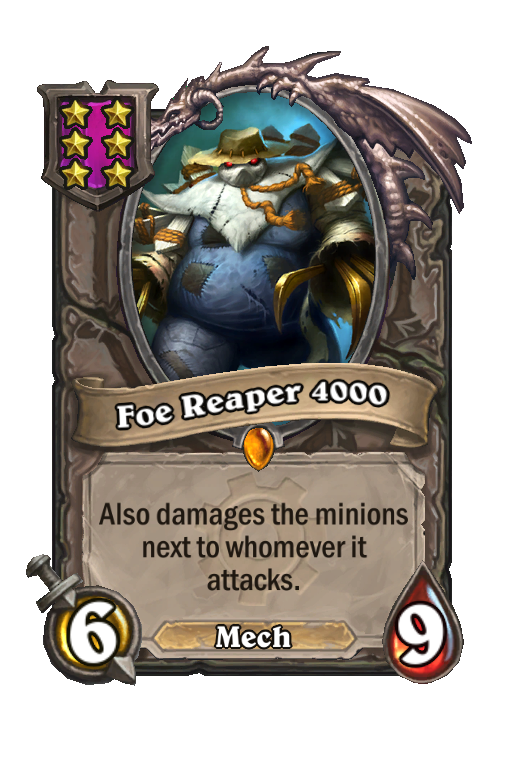 Foe Reaper 4000
Also damages the minions
next to whomever it
attacks.
6
Mech
9